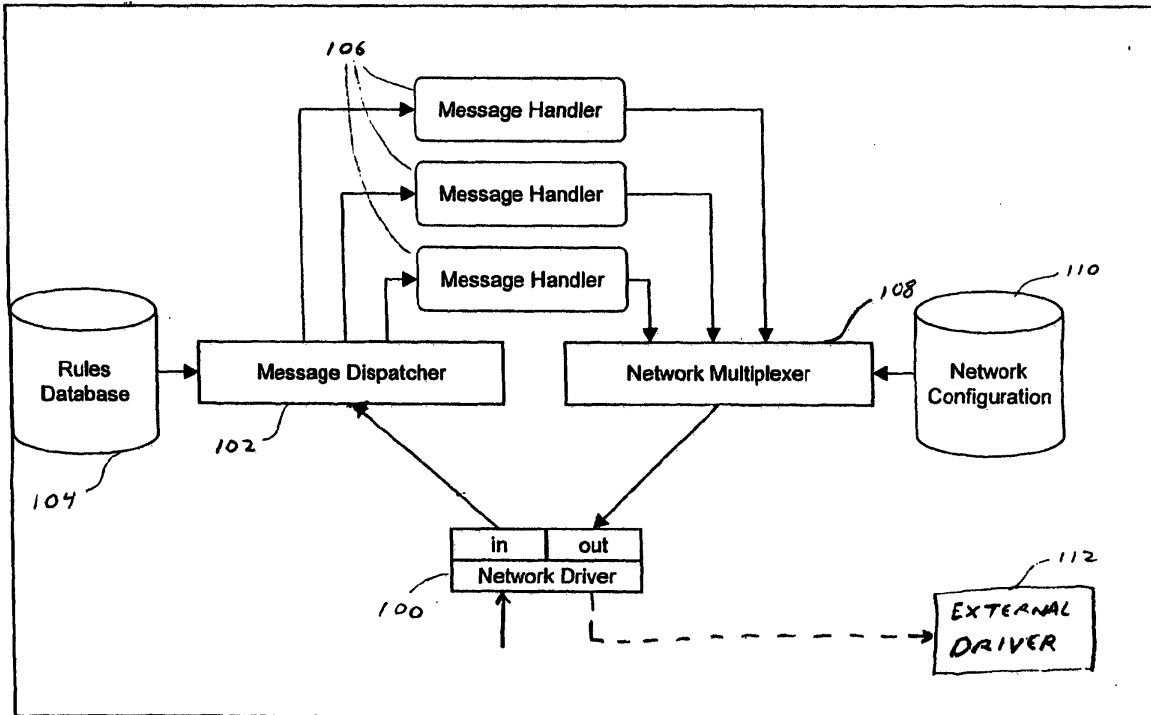 106
Message Handler
Message Handler
Message Handler
110
108
Rules
Database
Message Dispatcher
Network Multiplexer
Network
Configuration
102
104
in
out
Network Driver
100
112
EXTERNAL
DRIVER